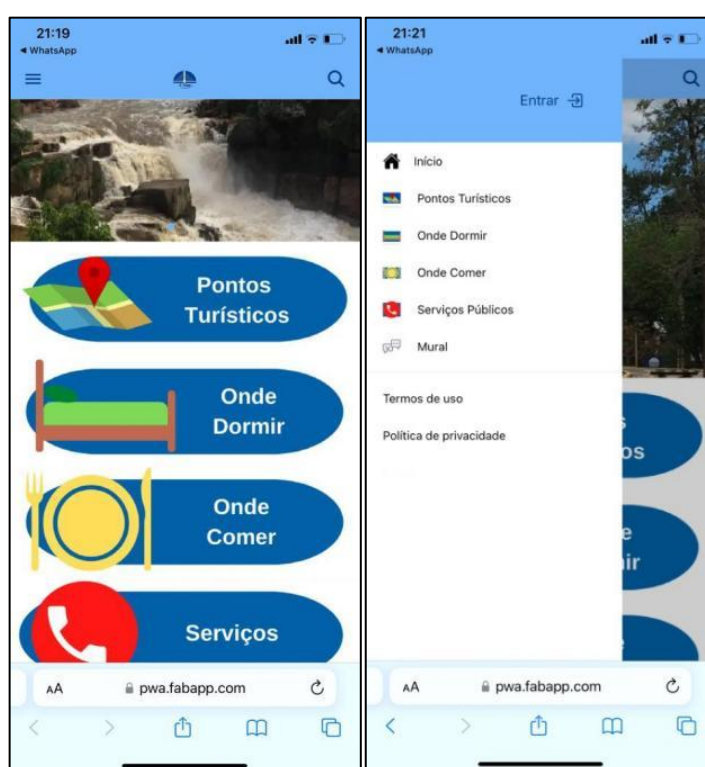 21:19
◀ WhatsApp
Pontos
Turísticos
Onde
Dormir
Onde
Comer
Serviços
AA
pwa.fabapp.com
21:21
◀ WhatsApp
Entrar
Início
Pontos Turísticos
Onde Dormir
Onde Comer
Serviços Públicos
Mural
Termos de uso
Política de privacidade
s
os
e
ir
AA
pwa.fabapp.com